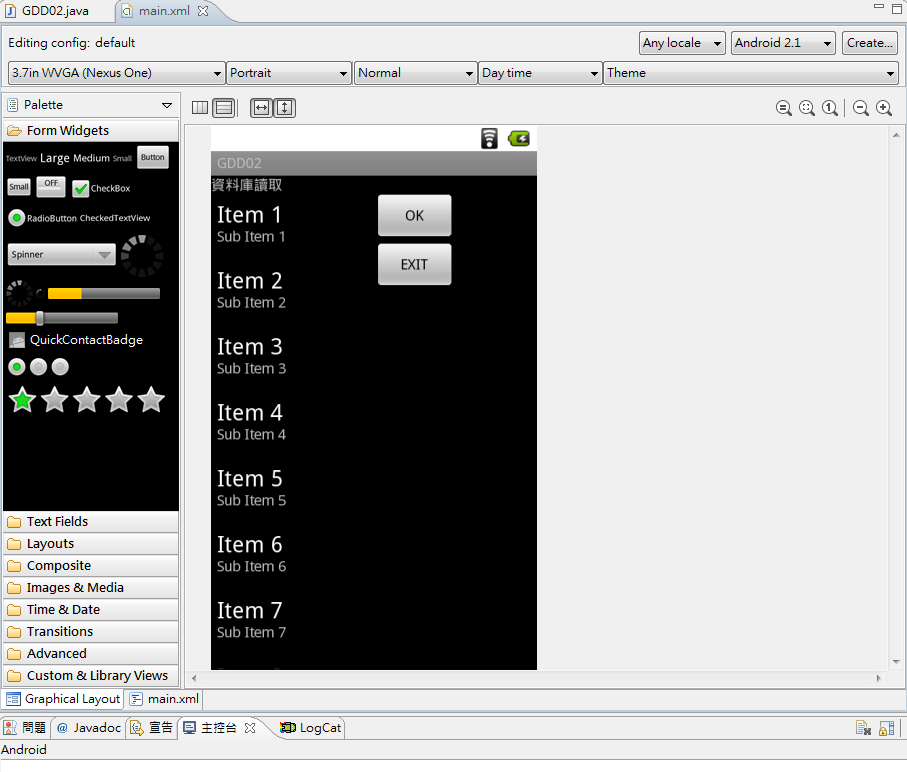 GDD02.java main.xml
Editing config: default Any locale Android 2.1 Create...
3.7in WVGA (Nexus One) Portrait Normal Day time Theme
Palette
Form Widgets
TextView Large Medium Small Button
Small OFF CheckBox
RadioButton CheckedTextView
Spinner
QuickContactBadge
Text Fields
Layouts
Composite
Images & Media
Time & Date
Transitions
Advanced
Custom & Library Views
GDD02
資料庫讀取
Item 1
Sub Item 1
Item 2
Sub Item 2
Item 3
Sub Item 3
Item 4
Sub Item 4
Item 5
Sub Item 5
Item 6
Sub Item 6
Item 7
Sub Item 7
OK
EXIT
Graphical Layout main.xml
問題 @ Javadoc 宣告 主控台 LogCat
Android